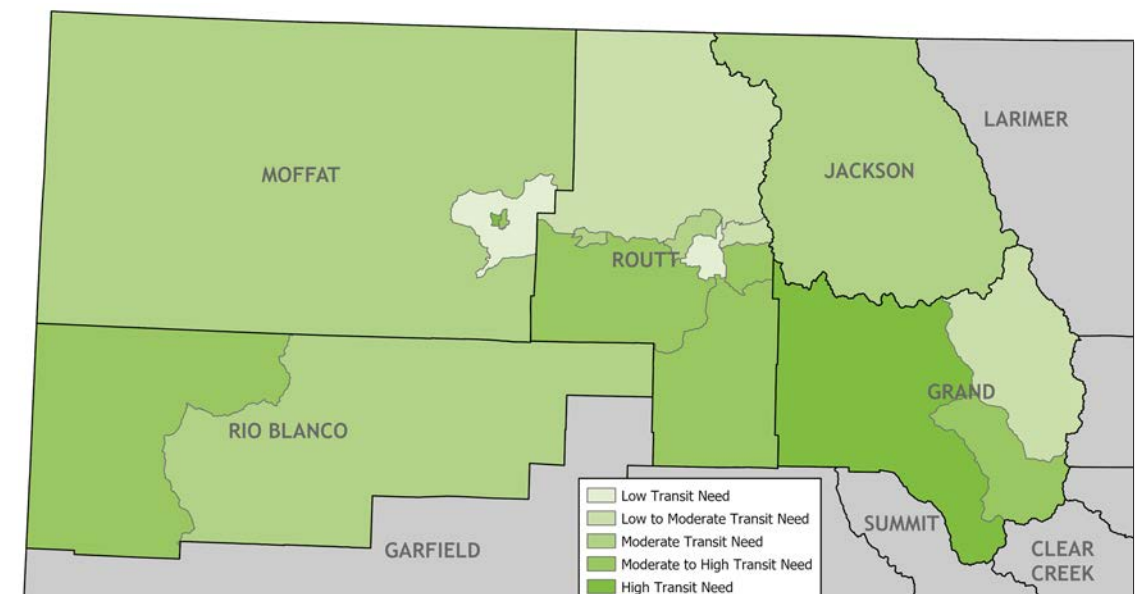 LARIMER
MOFFAT
JACKSON
ROUTT
GRAND
RIO BLANCO
Low Transit Need
Low to Moderate Transit Need
Moderate Transit Need
Moderate to High Transit Need
High Transit Need
SUMMIT
GARFIELD
CLEAR
CREEK